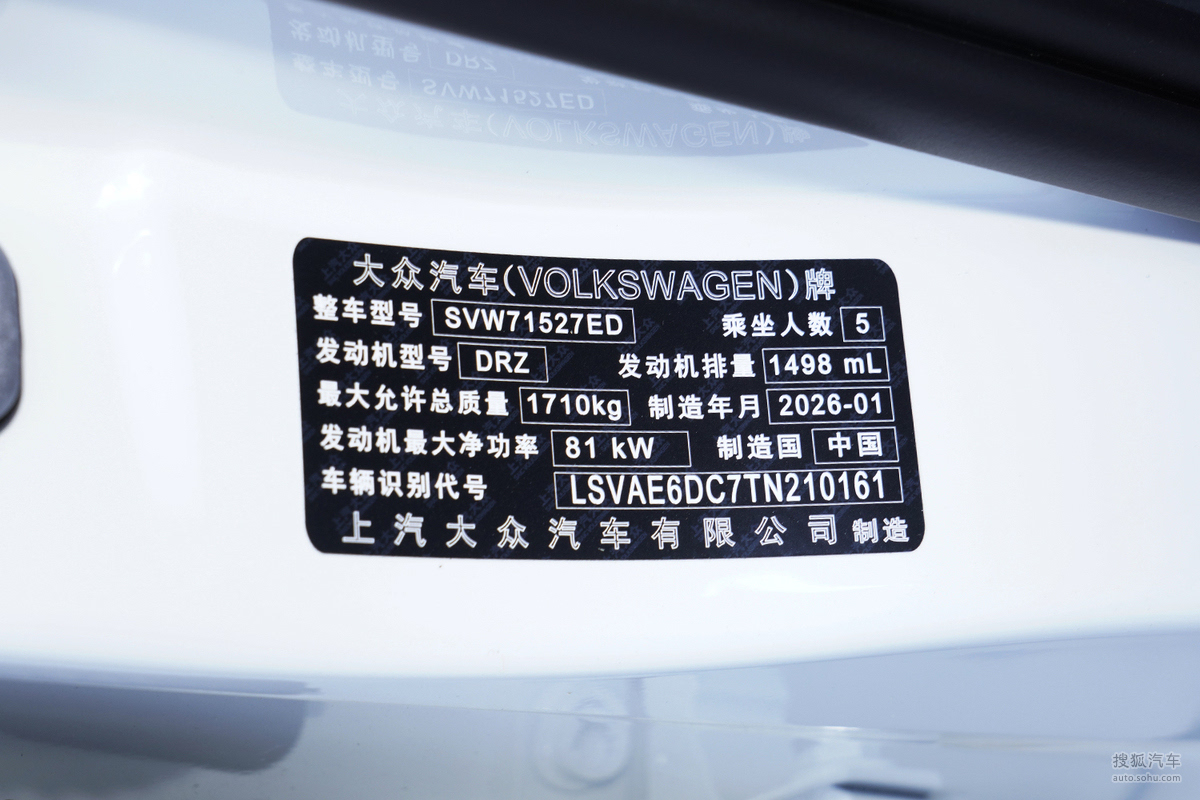 大众汽车(VOLKSWAGEN)牌
整车型号 SVW71527ED 乘坐人数 5
发动机型号 DRZ 发动机排量 1498 mL
最大允许总质量 1710kg 制造年月 2026-01
发动机最大净功率 81 kW 制造国 中国
车辆识别代号 LSVAE6DC7TN210161
上汽大众汽车有限公司制造
搜狐汽车
auto.sohu.com